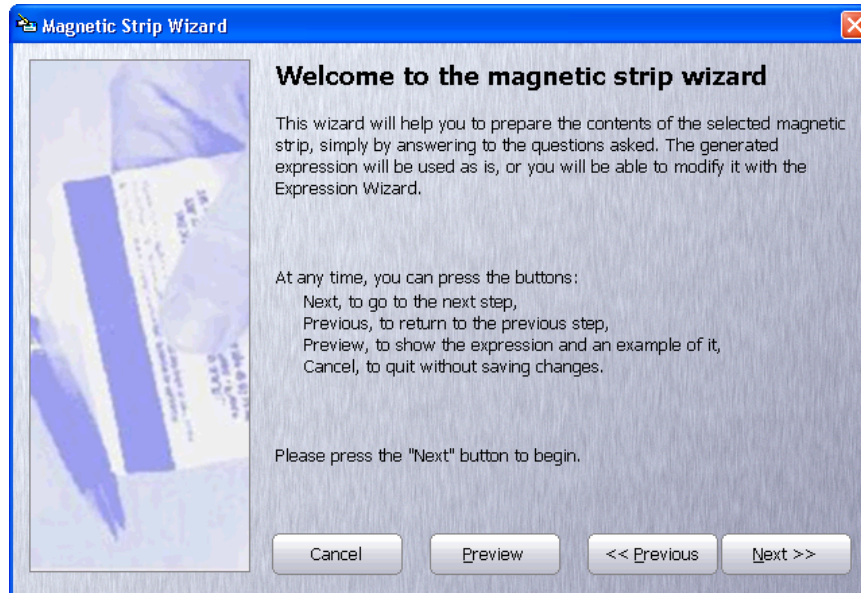 Magnetic Strip Wizard
Welcome to the magnetic strip wizard
This wizard will help you to prepare the contents of the selected magnetic
strip, simply by answering to the questions asked. The generated
expression will be used as is, or you will be able to modify it with the
Expression Wizard.
At any time, you can press the buttons:
Next, to go to the next step,
Previous, to return to the previous step,
Preview, to show the expression and an example of it,
Cancel, to quit without saving changes.
Please press the "Next" button to begin.
Cancel
Preview
<< Previous
Next >>